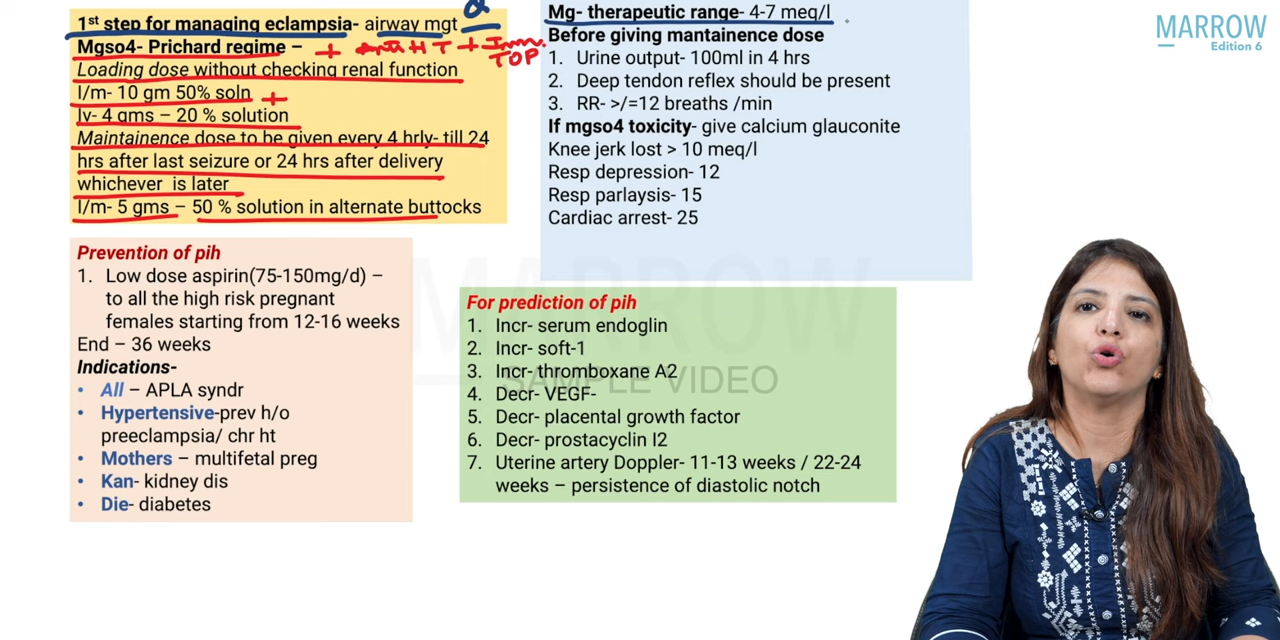 1st step for managing eclampsia- airway mgt
Mgso4- Prichard regime – + Anti HT + Imm. TOP
Loading dose without checking renal function
I/m- 10 gm 50% soln +
Iv- 4 gms – 20 % solution
Maintainence dose to be given every 4 hrly- till 24
hrs after last seizure or 24 hrs after delivery
whichever is later
I/m- 5 gms – 50 % solution in alternate buttocks
Mg- therapeutic range- 4-7 meq/l
Before giving mantainence dose
1. Urine output- 100ml in 4 hrs
2. Deep tendon reflex should be present
3. RR- >/=12 breaths /min
If mgso4 toxicity- give calcium glauconite
Knee jerk lost > 10 meq/l
Resp depression- 12
Resp parlaysis- 15
Cardiac arrest- 25
MARROW
Edition 6
Prevention of pih
1. Low dose aspirin(75-150mg/d) –
to all the high risk pregnant
females starting from 12-16 weeks
End – 36 weeks
Indications-
• All – APLA syndr
• Hypertensive-prev h/o
preeclampsia/ chr ht
• Mothers – multifetal preg
• Kan- kidney dis
• Die- diabetes
For prediction of pih
1. Incr- serum endoglin
2. Incr- soft-1
3. Incr- thromboxane A2
4. Decr- VEGF-
5. Decr- placental growth factor
6. Decr- prostacyclin I2
7. Uterine artery Doppler- 11-13 weeks / 22-24
weeks – persistence of diastolic notch
MARROW
SAMPLE VIDEO